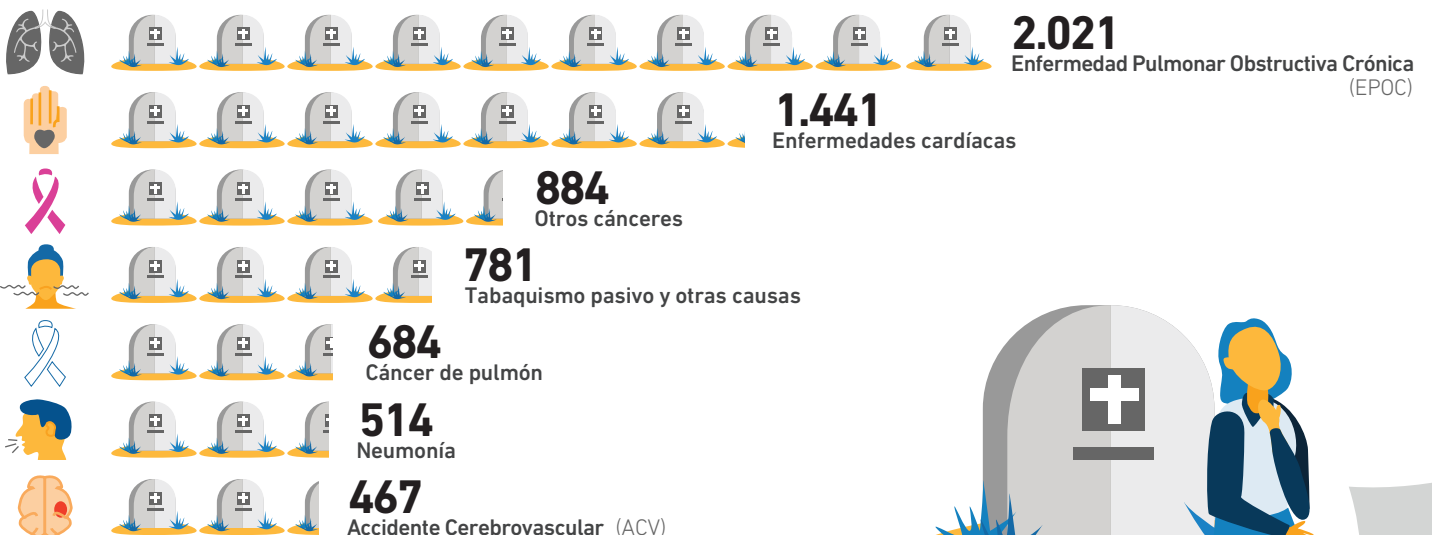 2.021
Enfermedad Pulmonar Obstructiva Crónica
(EPOC)
1.441
Enfermedades cardíacas
884
Otros cánceres
781
Tabaquismo pasivo y otras causas
684
Cáncer de pulmón
514
Neumonía
467
Accidente Cerebrovascular (ACV)